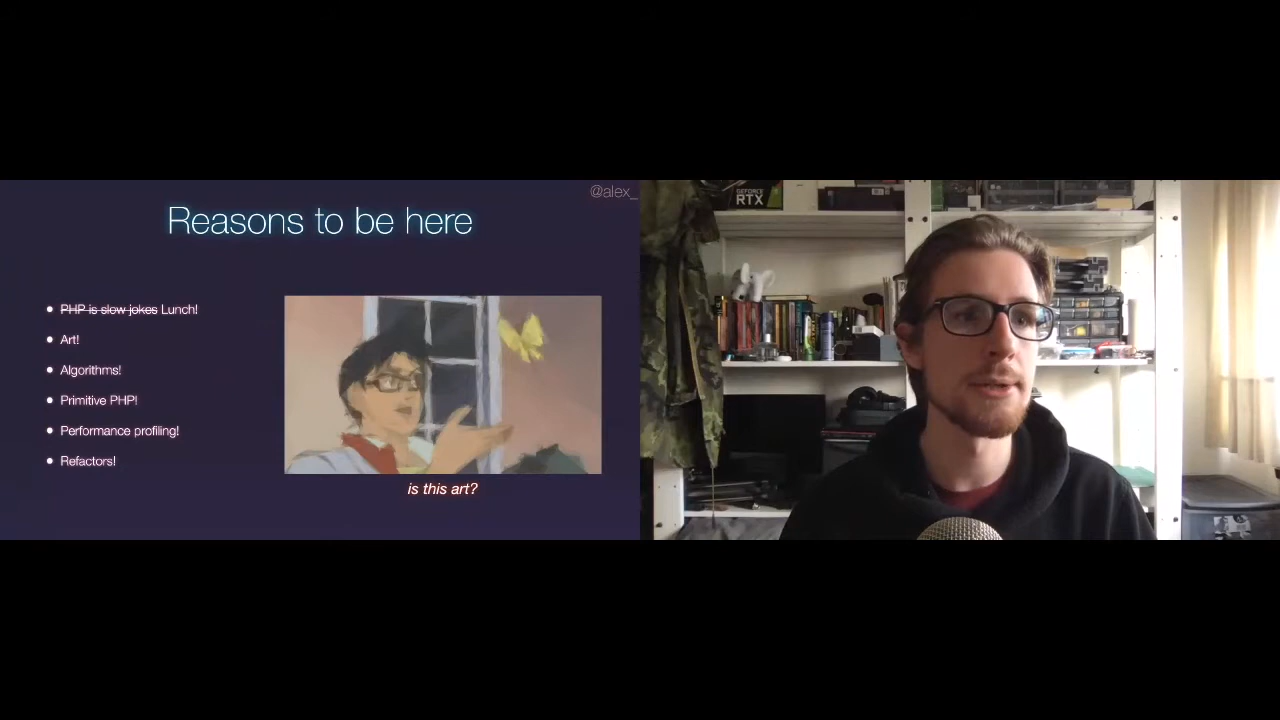 @alex_
Reasons to be here
PHP is slow jokes Lunch!
Art!
Algorithms!
Primitive PHP!
Performance profiling!
Refactors!
is this art?
GEFORCE
RTX